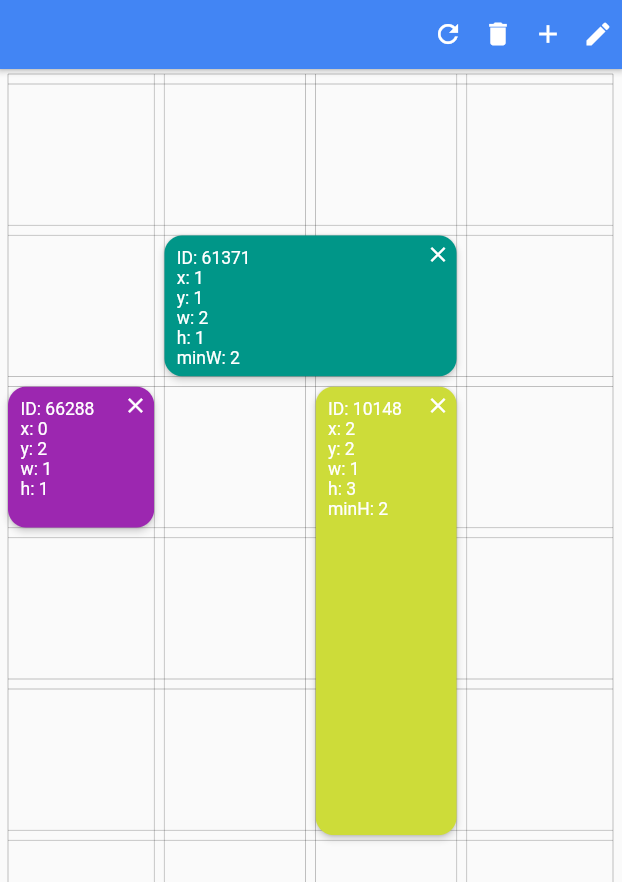 ID: 61371
x: 1
y: 1
w: 2
h: 1
minW: 2
ID: 66288
x: 0
y: 2
w: 1
h: 1
ID: 10148
x: 2
y: 2
w: 1
h: 3
minH: 2